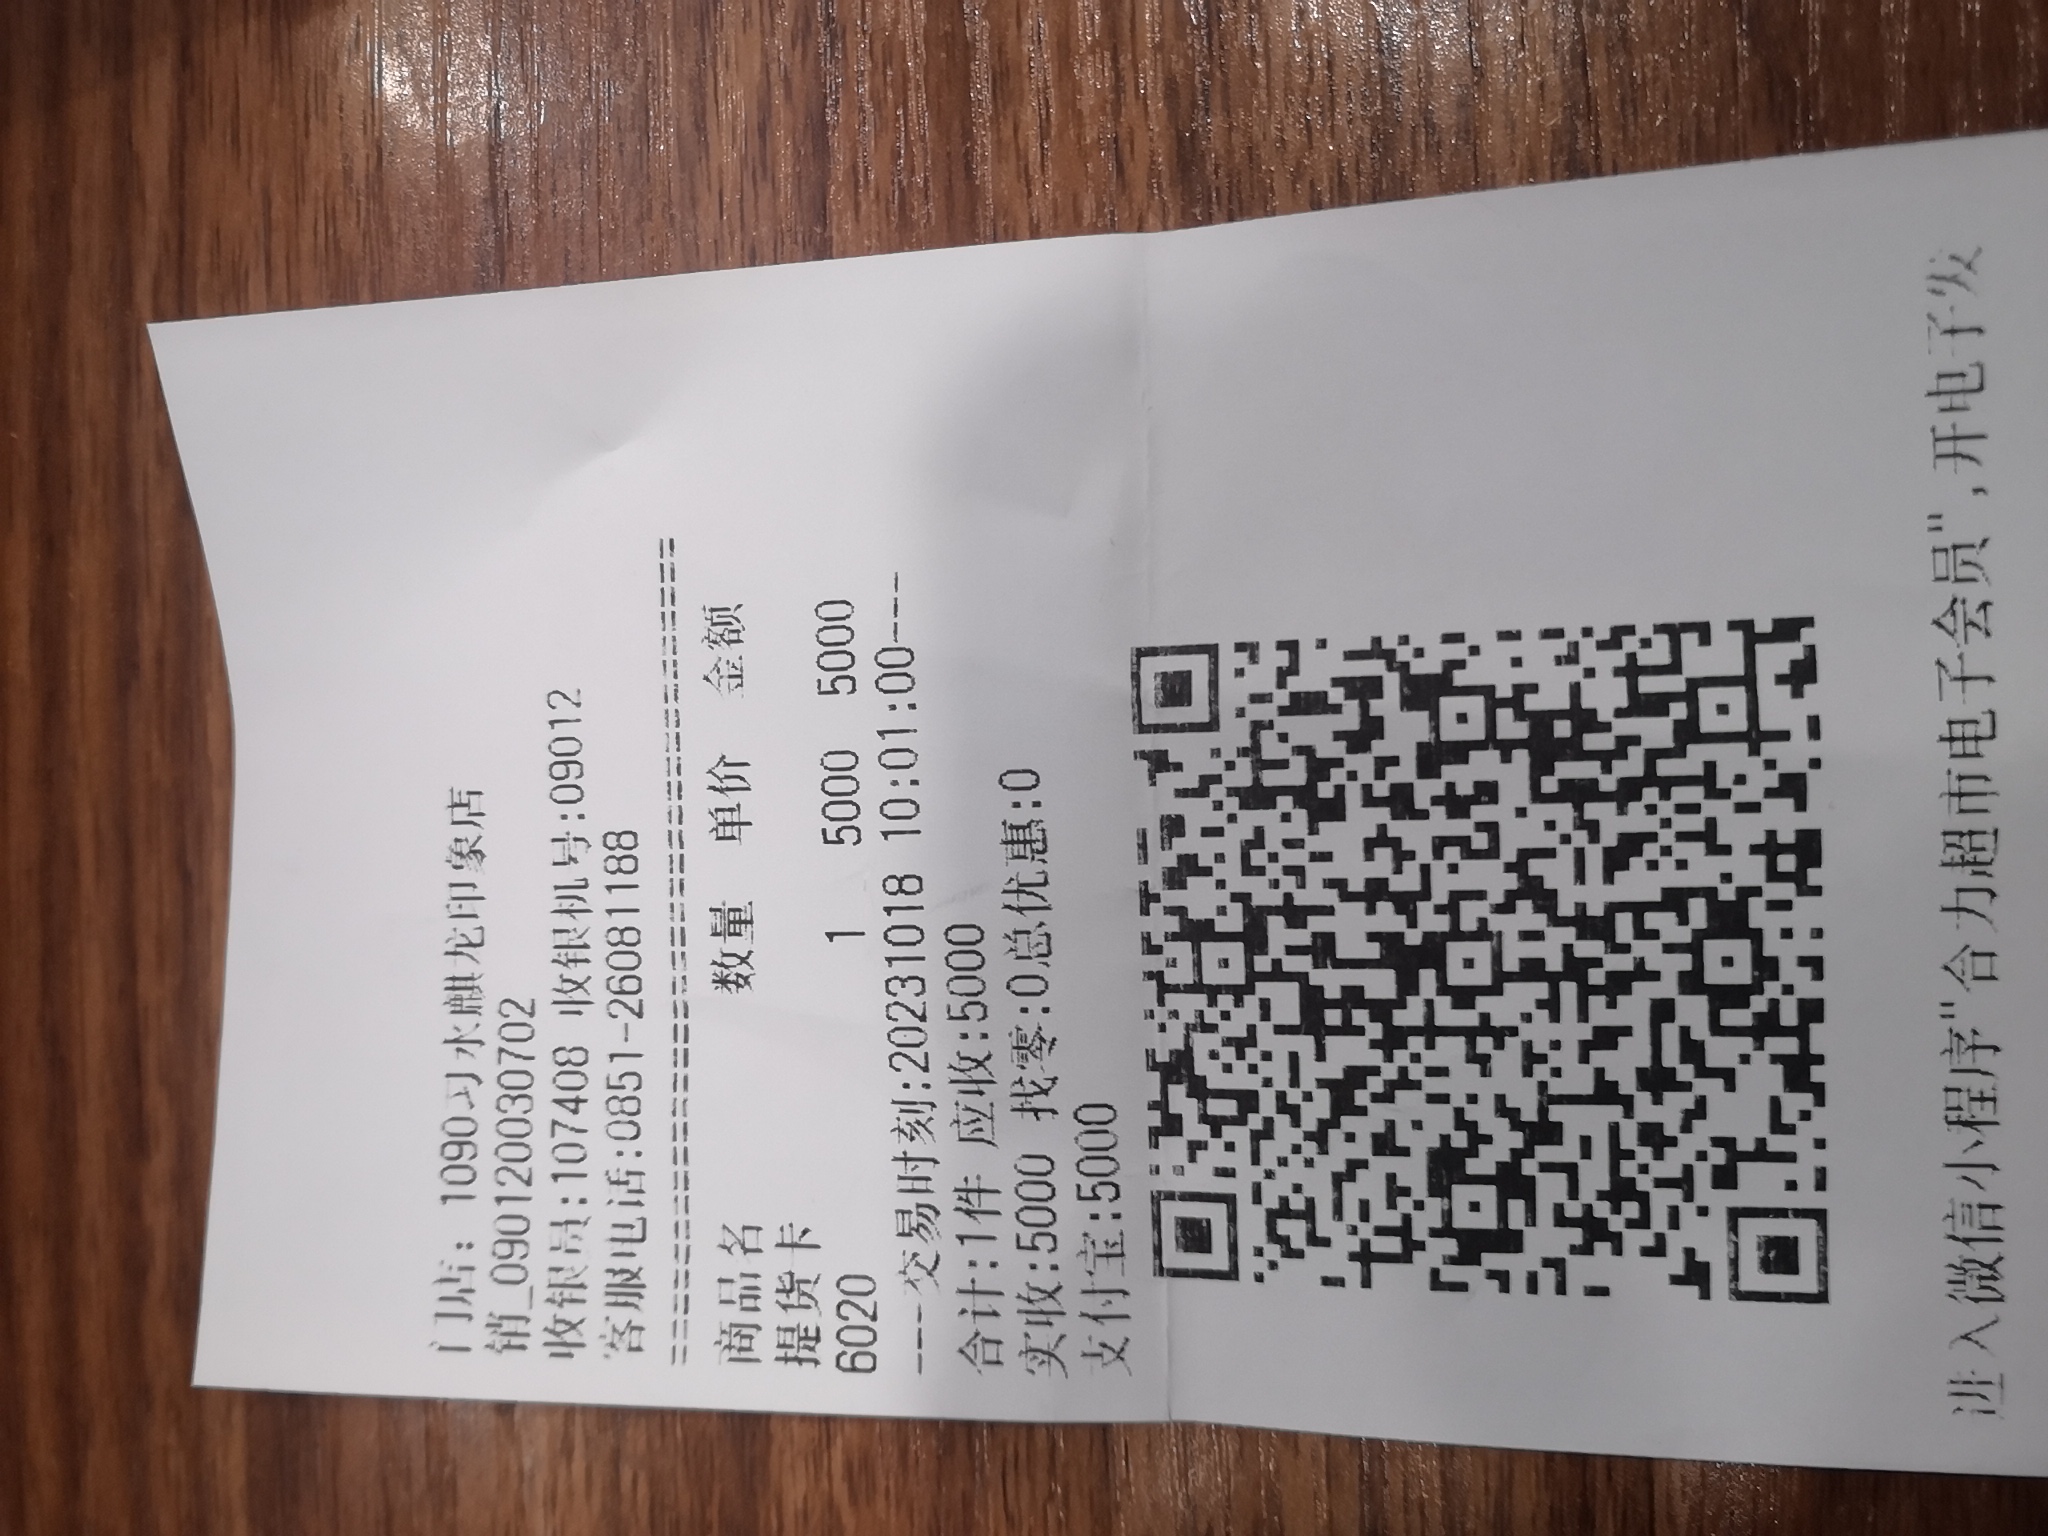 门店: 1090习水麒龙印象店
销_090120030702
收银员:107408 收银机号:09012
客服电话:0851-26081188
========================================
商品名 数量 单价 金额
提货卡
6020 1 5000 5000
---交易时刻:20231018 10:01:00---
合计:1件 应收:5000
实收:5000 找零:0总优惠:0
支付宝:5000
进入微信小程序"合力超市电子会员",开电子发